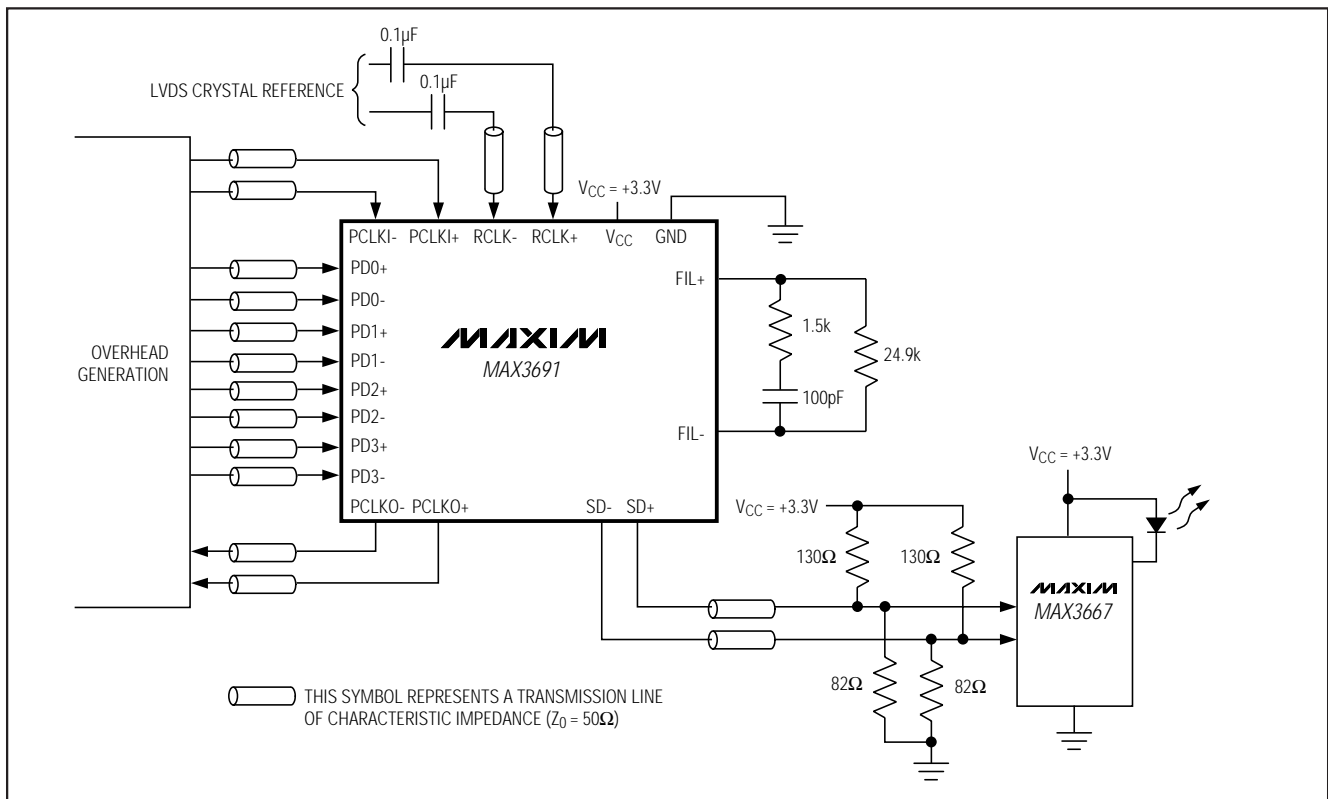 0.1µF
LVDS CRYSTAL REFERENCE
0.1µF
VCC = +3.3V
PCLKI- PCLKI+ RCLK- RCLK+ VCC GND
PD0+
PD0-
PD1+
PD1-
PD2+
PD2-
PD3+
PD3-
OVERHEAD
GENERATION
MAXIM
MAX3691
FIL+
1.5k
24.9k
100pF
FIL-
PCLKO- PCLKO+ SD- SD+
VCC = +3.3V
130Ω
130Ω
VCC = +3.3V
MAXIM
MAX3667
82Ω
82Ω
THIS SYMBOL REPRESENTS A TRANSMISSION LINE
OF CHARACTERISTIC IMPEDANCE (Z0 = 50Ω)